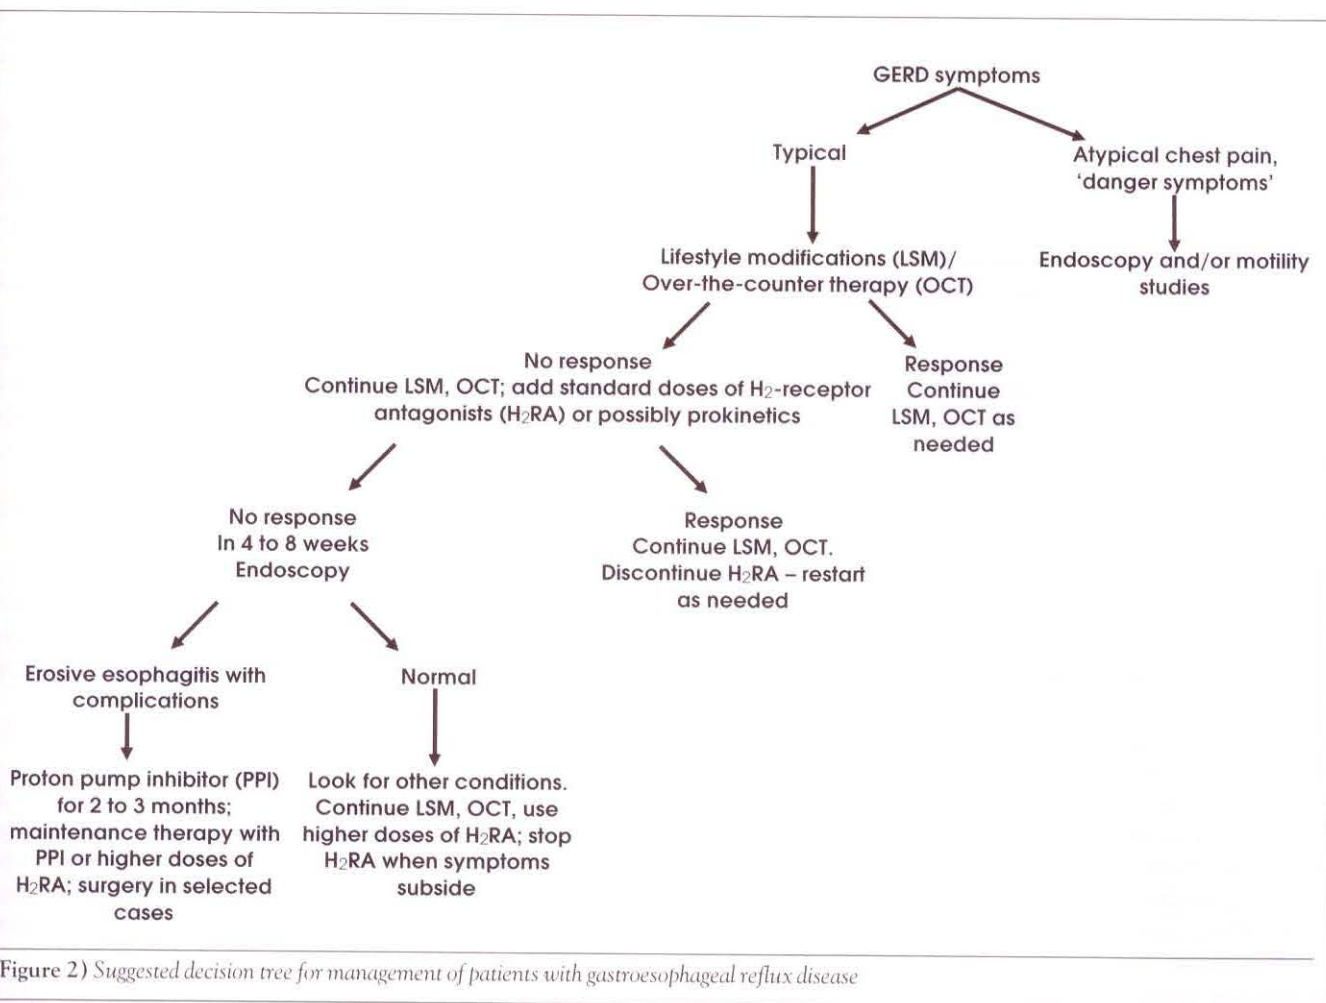 GERD symptoms
Typical
Atypical chest pain,
‘danger symptoms’
Lifestyle modifications (LSM)/
Over-the-counter therapy (OCT)
Endoscopy and/or motility
studies
No response
Continue LSM, OCT; add standard doses of H2-receptor
antagonists (H2RA) or possibly prokinetics
Response
Continue
LSM, OCT as
needed
No response
In 4 to 8 weeks
Endoscopy
Response
Continue LSM, OCT.
Discontinue H2RA – restart
as needed
Erosive esophagitis with
complications
Normal
Proton pump inhibitor (PPI)
for 2 to 3 months;
maintenance therapy with
PPI or higher doses of
H2RA; surgery in selected
cases
Look for other conditions.
Continue LSM, OCT, use
higher doses of H2RA; stop
H2RA when symptoms
subside
Figure 2) Suggested decision tree for management of patients with gastroesophageal reflux disease